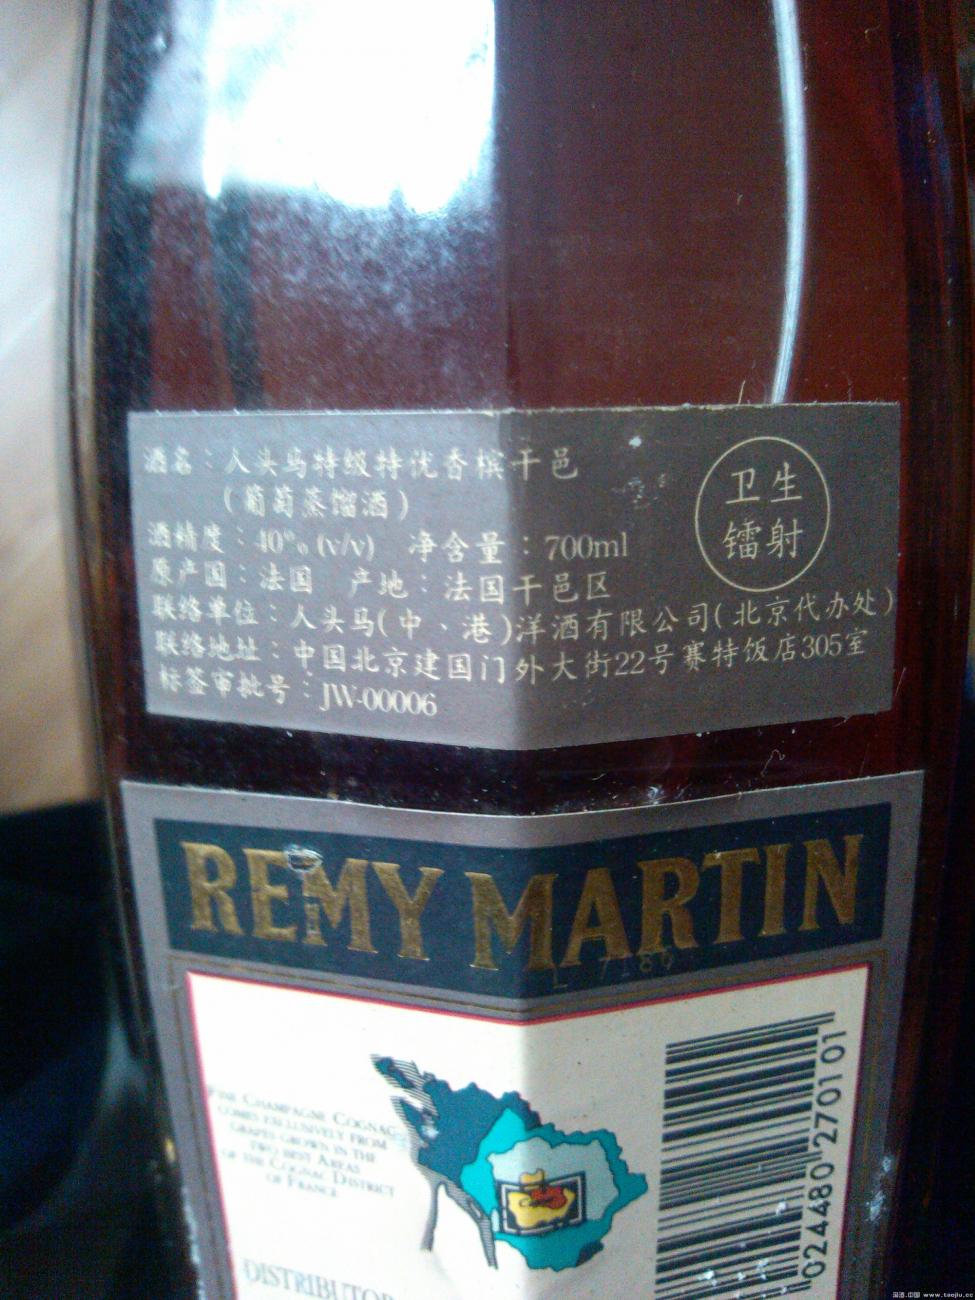 酒名：人头马特级特优香槟干邑
（葡萄蒸馏酒）
酒精度：40% (v/v) 净含量：700ml
原产国：法国 产地：法国干邑区
联络单位：人头马(中、港)洋酒有限公司(北京代办处)
联络地址：中国北京建国门外大街22号赛特饭店305室
标签审批号：JW-00006
卫生
镭射
REMY MARTIN
L 7186
FINE CHAMPAGNE COGNAC
COMES EXCLUSIVELY FROM
GRAPES GROWN IN THE
TWO BEST AREAS
OF THE COGNAC DISTRICT
OF FRANCE
02448027010​1
DISTRIBUTOR
www.taojiu.cc